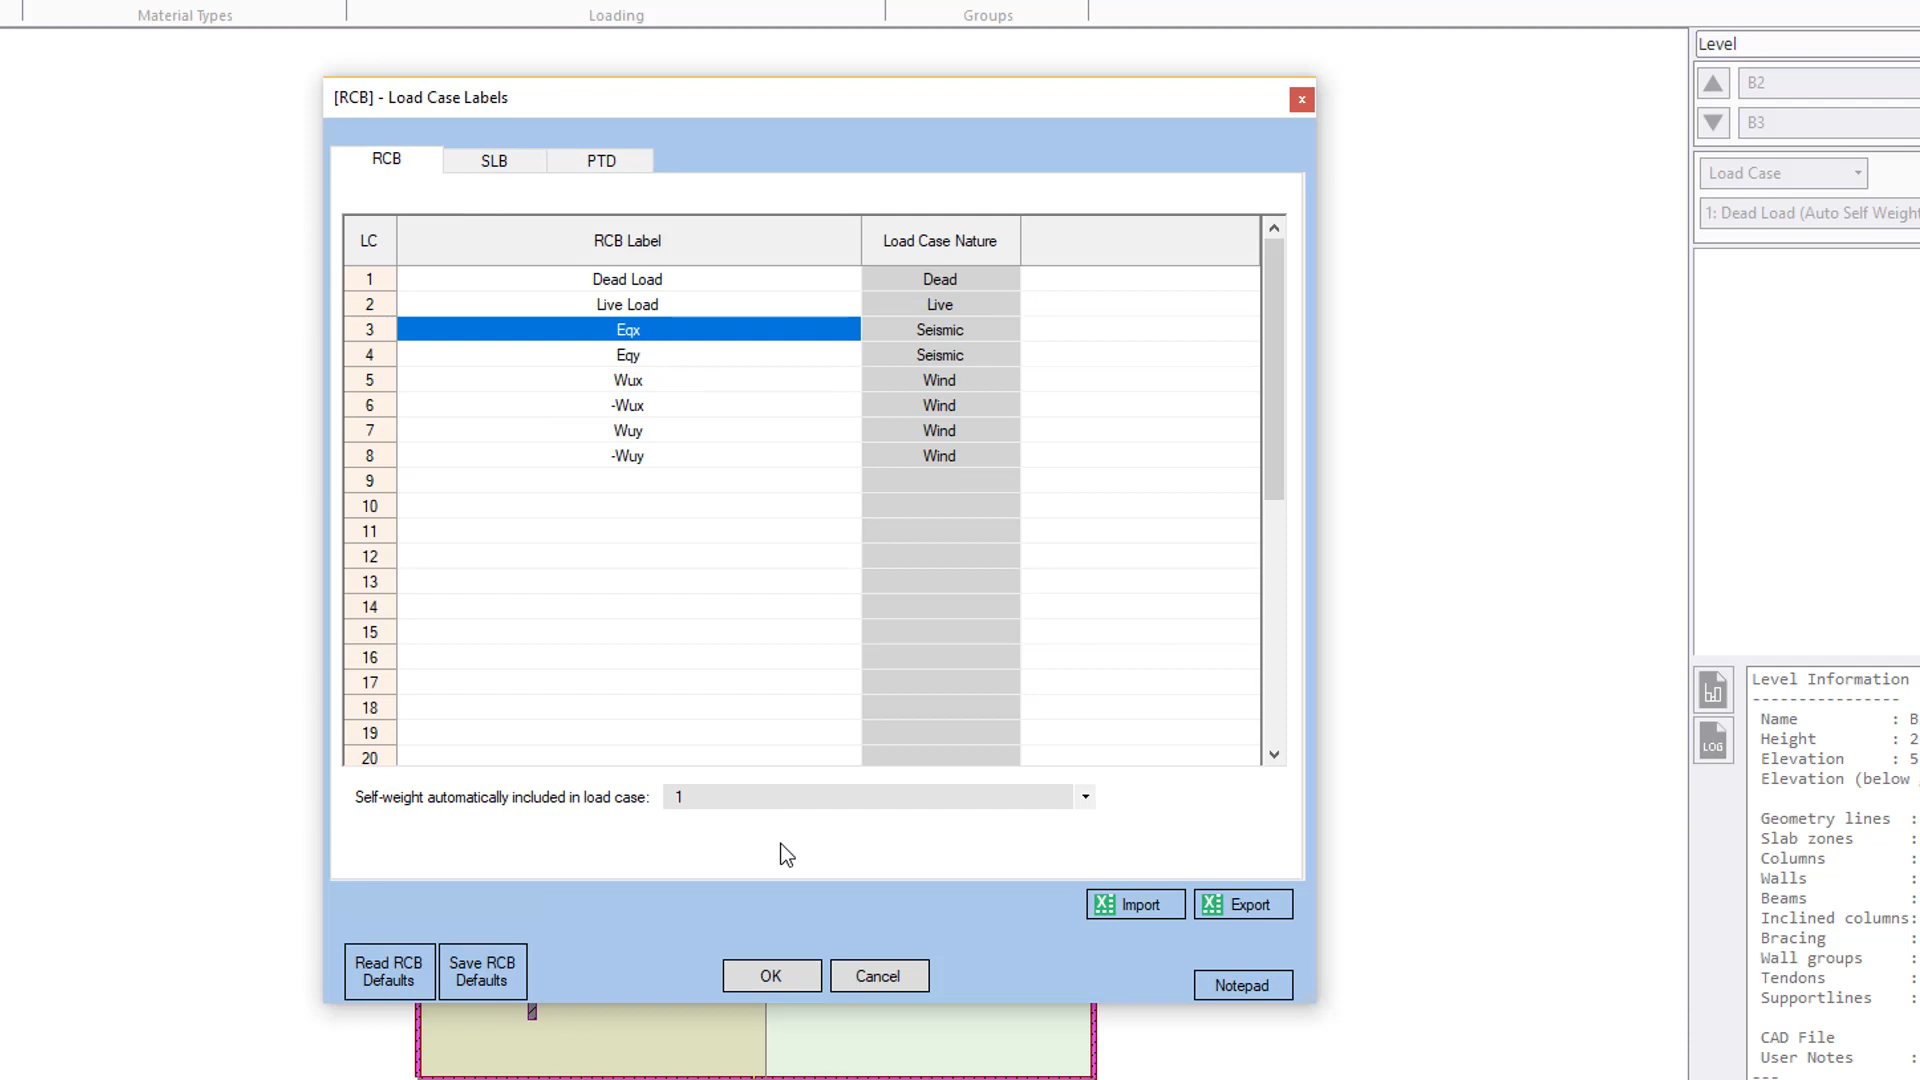 Material Types
Loading
Groups
Level
B2
B3
Load Case
1: Dead Load (Auto Self Weight
[RCB] - Load Case Labels
x
RCB
SLB
PTD
LC
RCB Label
Load Case Nature
1 Dead Load Dead
2 Live Load Live
3 Eqx Seismic
4 Eqy Seismic
5 Wux Wind
6 -Wux Wind
7 Wuy Wind
8 -Wuy Wind
9
10
11
12
13
14
15
16
17
18
19
20
Self-weight automatically included in load case: 1
Import
Export
Read RCB
Defaults
Save RCB
Defaults
OK
Cancel
Notepad
LOG
Level Information
----------------
Name : B
Height : 2
Elevation : 5
Elevation (below
Geometry lines :
Slab zones :
Columns :
Walls :
Beams :
Inclined columns:
Bracing :
Wall groups :
Tendons :
Supportlines :
CAD File
User Notes :
---